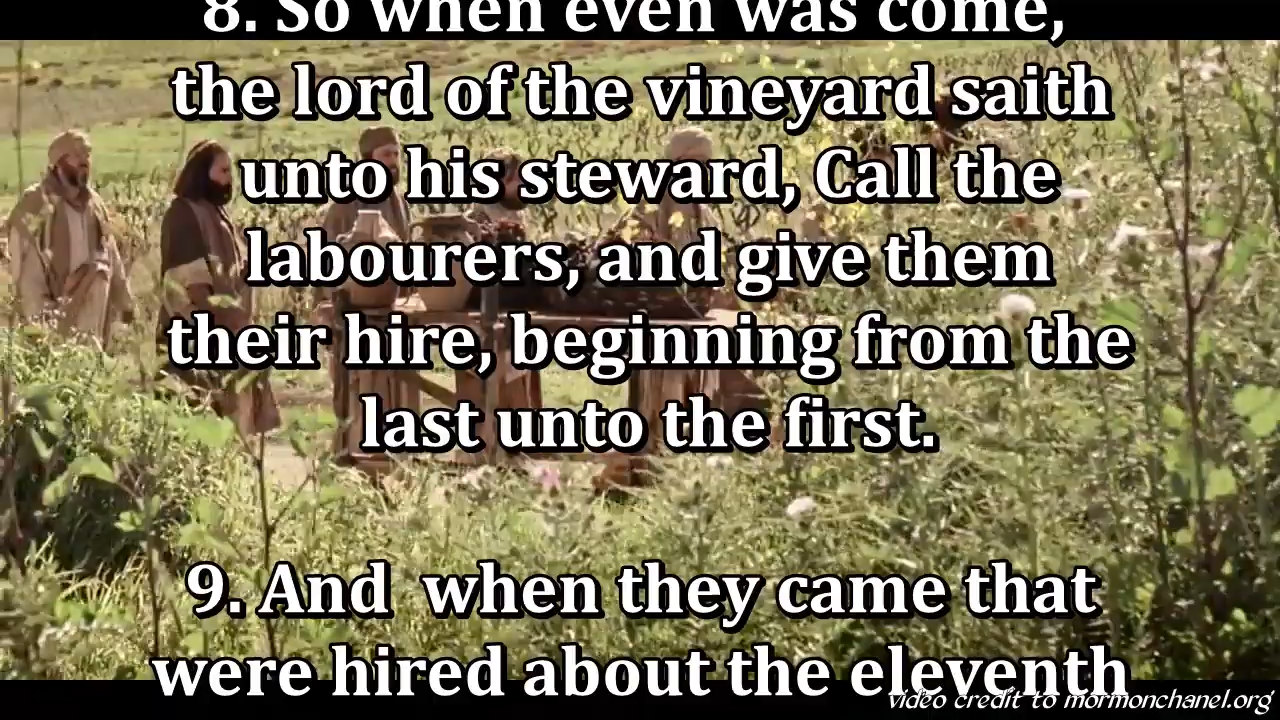 8. So when even was come,
the lord of the vineyard saith
unto his steward, Call the
labourers, and give them
their hire, beginning from the
last unto the first.
9. And when they came that
were hired about the eleventh
video credit to mormonchanel.org